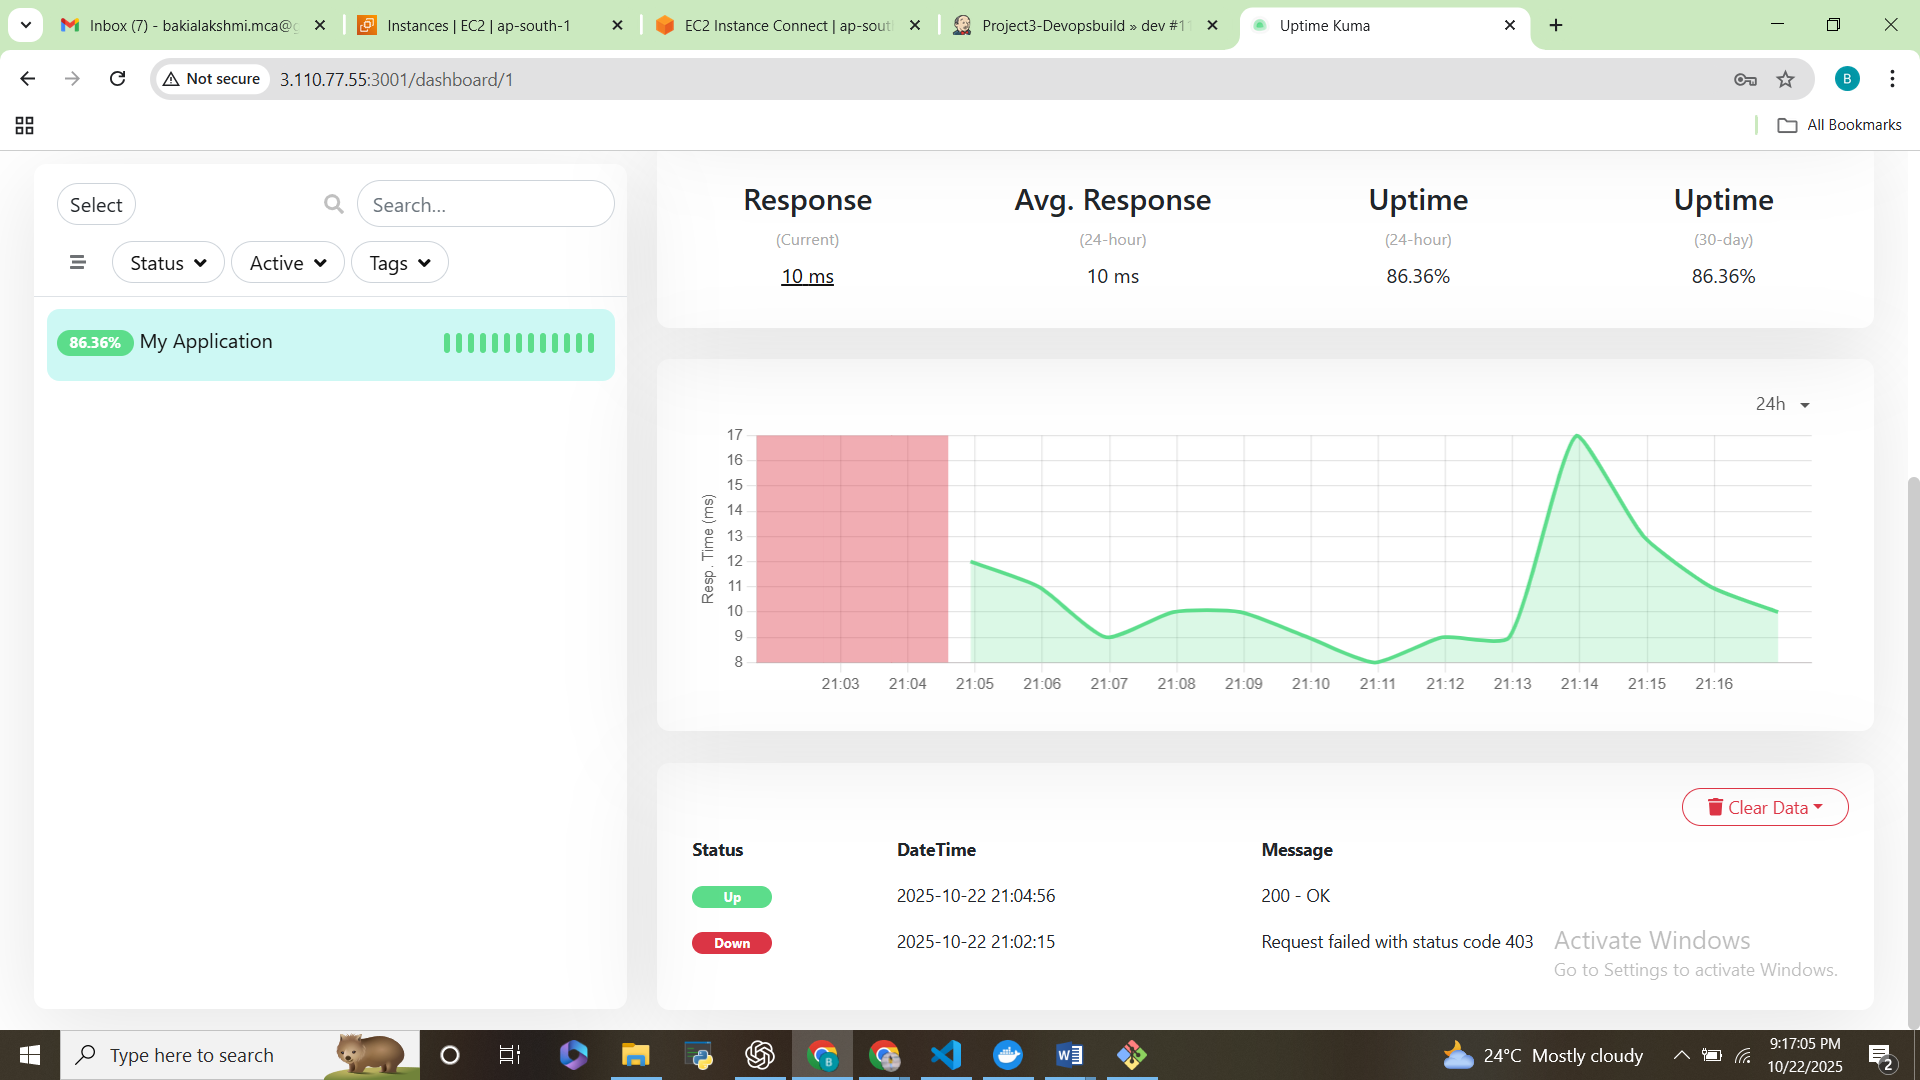 Inbox (7) - bakialakshmi.mca@g
Instances | EC2 | ap-south-1
EC2 Instance Connect | ap-sout
Project3-Devopsbuild » dev #11
Uptime Kuma
Not secure
3.110.77.55:3001/dashboard/1
B
All Bookmarks
Select
Search...
Status
Active
Tags
86.36%
My Application
Response
(Current)
10 ms
Avg. Response
(24-hour)
10 ms
Uptime
(24-hour)
86.36%
Uptime
(30-day)
86.36%
24h
Resp. Time (ms)
17
16
15
14
13
12
11
10
9
8
21:03
21:04
21:05
21:06
21:07
21:08
21:09
21:10
21:11
21:12
21:13
21:14
21:15
21:16
Clear Data
Status DateTime Message
Up 2025-10-22 21:04:56 200 - OK
Down 2025-10-22 21:02:15 Request failed with status code 403
Activate Windows
Go to Settings to activate Windows.
Type here to search
B
24°C Mostly cloudy
9:17:05 PM
10/22/2025
2